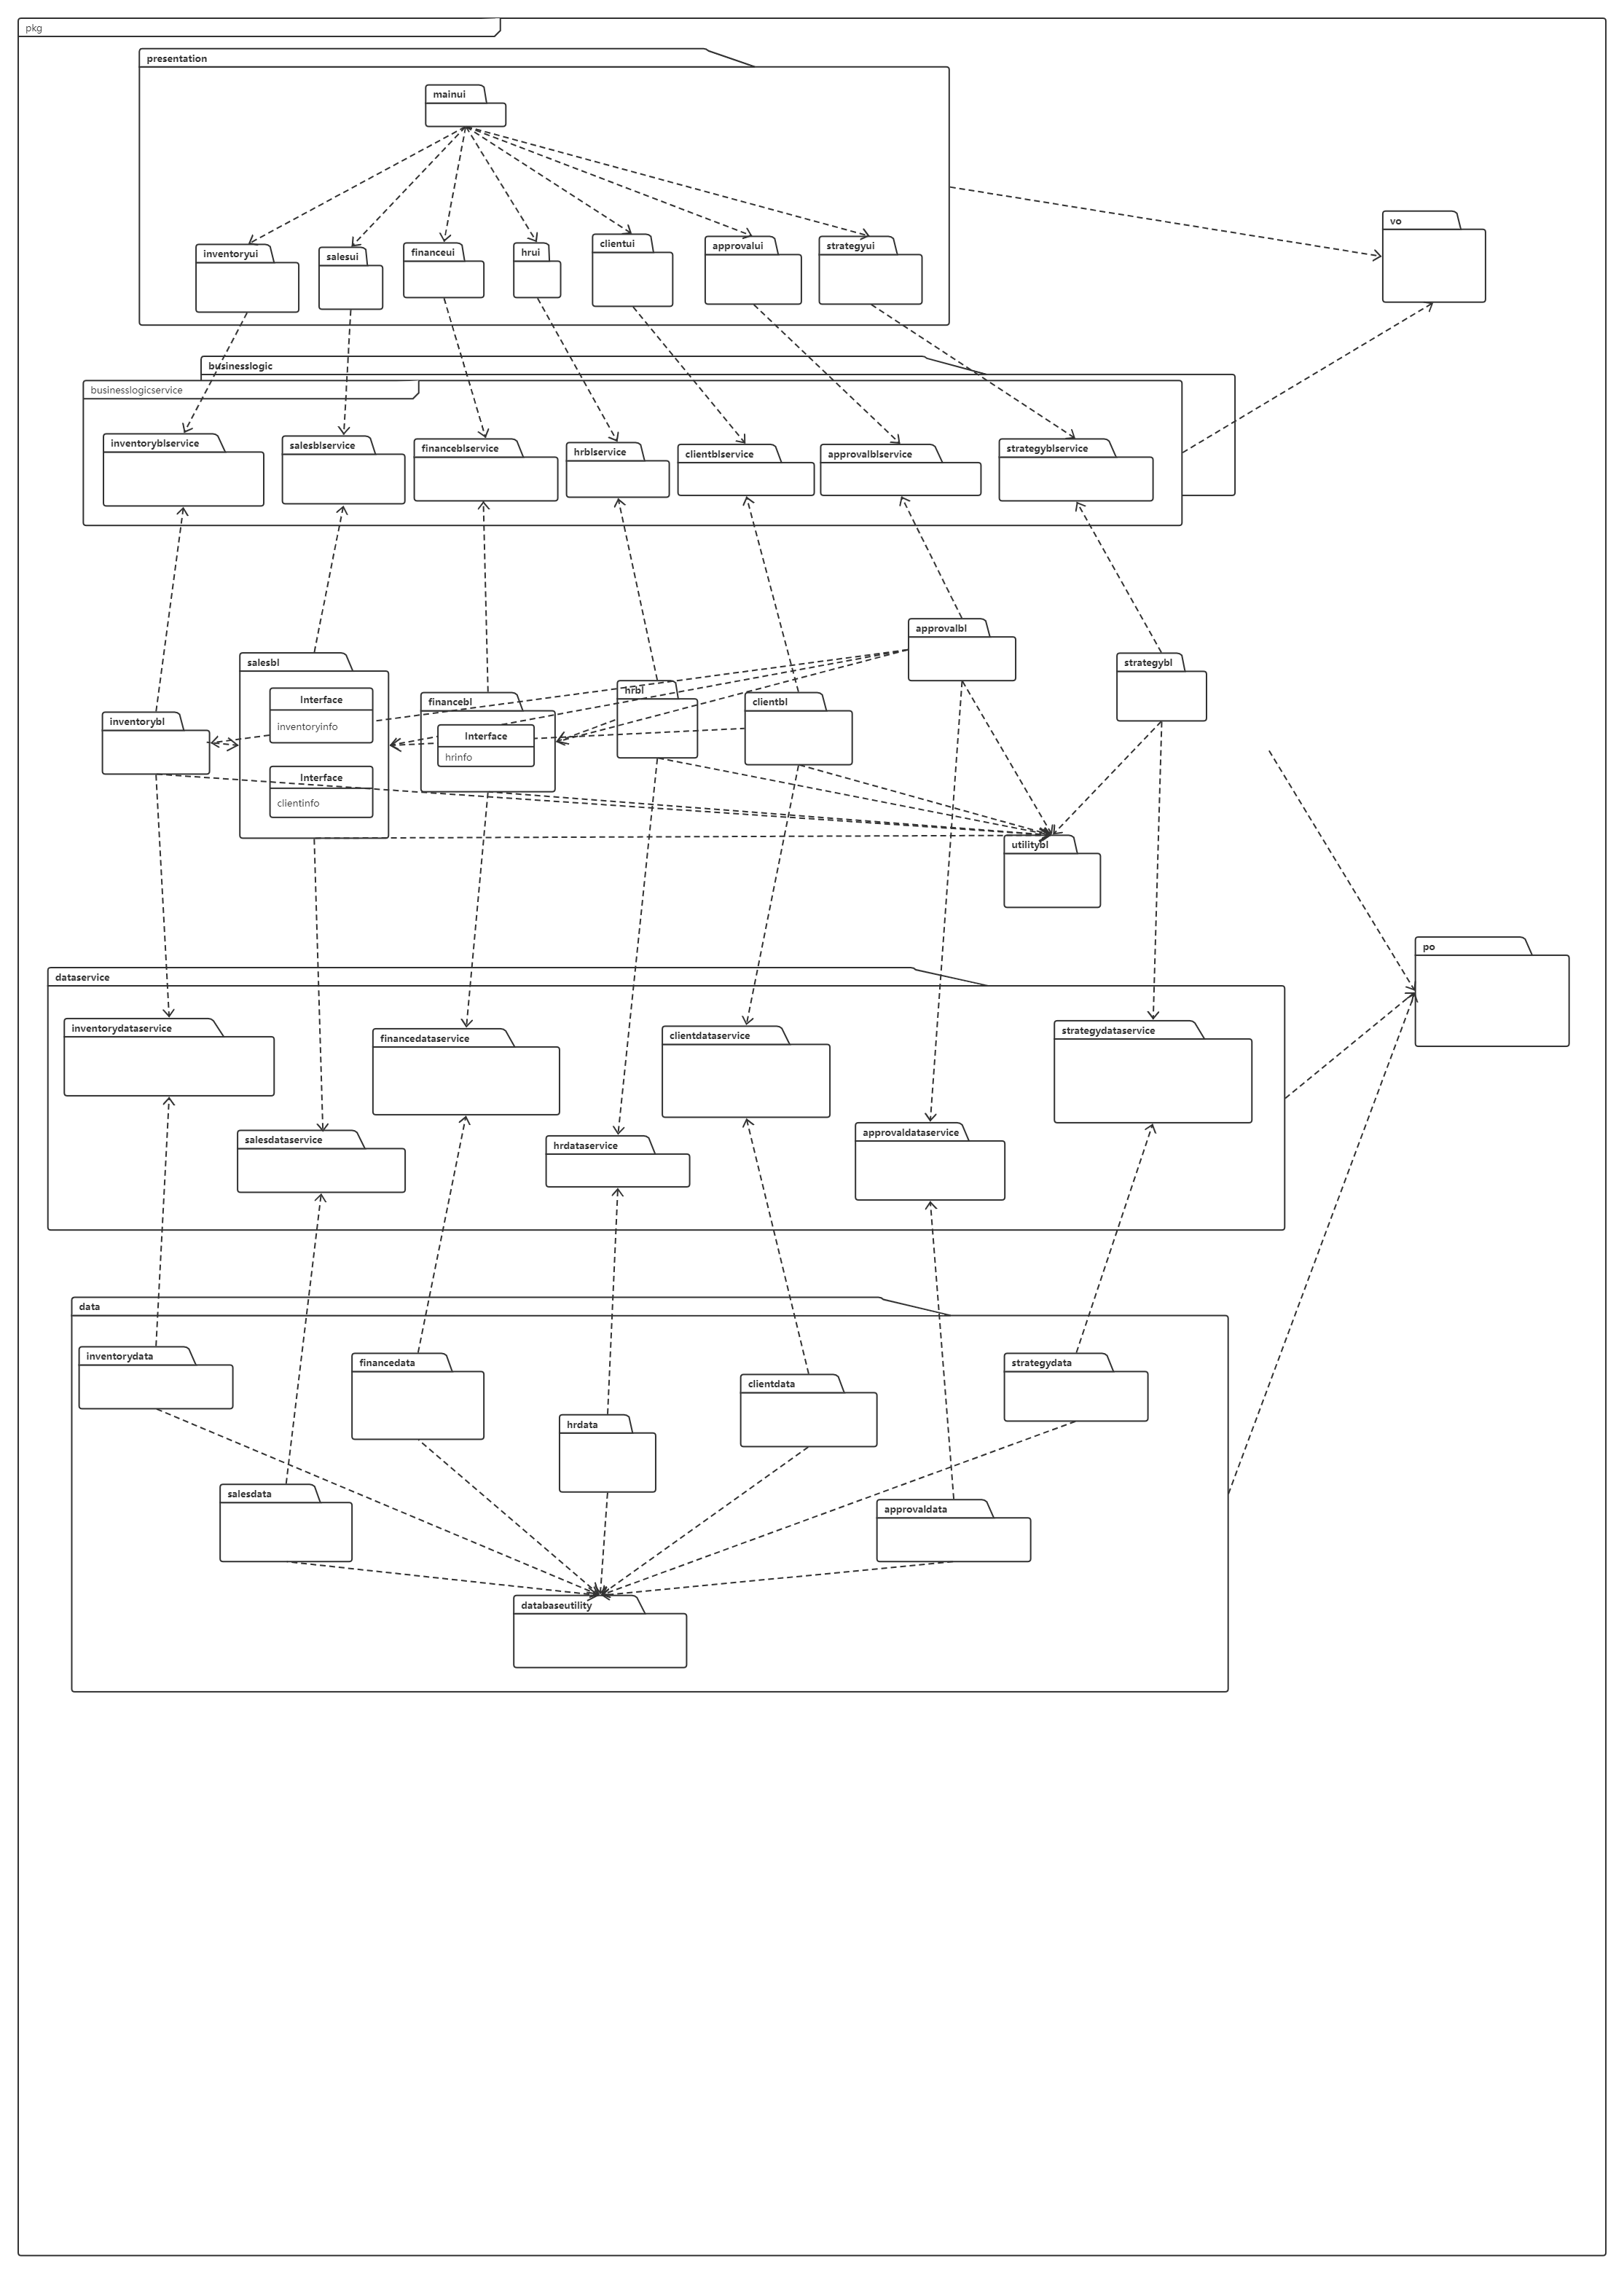 pkg
presentation
mainui
vo
inventoryui
salesui
financeui
hrui
clientui
approvalui
strategyui
businesslogic
businesslogicservice
inventoryblservice
salesblservice
financeblservice
hrblservice
clientblservice
approvalblservice
strategyblservice
approvalbl
salesbl
strategybl
hrbl
Interface
inventoryinfo
financebl
clientbl
inventorybl
Interface
hrinfo
Interface
clientinfo
utilitybl
po
dataservice
inventorydataservice
financedataservice
clientdataservice
strategydataservice
salesdataservice
hrdataservice
approvaldataservice
data
inventorydata
financedata
strategydata
clientdata
hrdata
salesdata
approvaldata
databaseutility